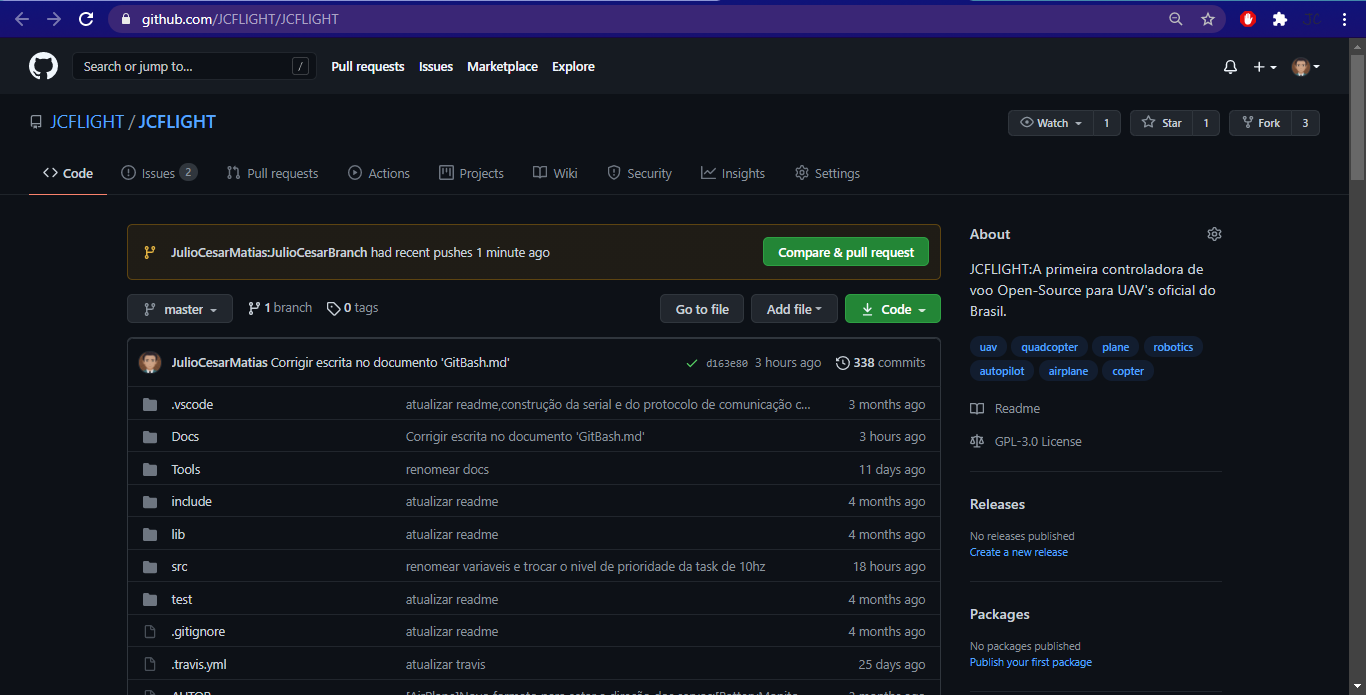 github.com/JCFLIGHT/JCFLIGHT
Search or jump to... /
Pull requests Issues Marketplace Explore
JCFLIGHT / JCFLIGHT
Watch 1 Star 1 Fork 3
Code Issues 2 Pull requests Actions Projects Wiki Security Insights Settings
JulioCesarMatias:JulioCesarBranch had recent pushes 1 minute ago
Compare & pull request
master 1 branch 0 tags
Go to file Add file Code
JulioCesarMatias Corrigir escrita no documento 'GitBash.md' d163e80 3 hours ago 338 commits
.vscode atualizar readme,construção da serial e do protocolo de comunicação c... 3 months ago
Docs Corrigir escrita no documento 'GitBash.md' 3 hours ago
Tools renomear docs 11 days ago
include atualizar readme 4 months ago
lib atualizar readme 4 months ago
src renomear variaveis e trocar o nivel de prioridade da task de 10hz 18 hours ago
test atualizar readme 4 months ago
.gitignore atualizar readme 4 months ago
.travis.yml atualizar travis 25 days ago
About
JCFLIGHT:A primeira controladora de
voo Open-Source para UAV's oficial do
Brasil.
uav quadcopter plane robotics
autopilot airplane copter
Readme
GPL-3.0 License
Releases
No releases published
Create a new release
Packages
No packages published
Publish your first package